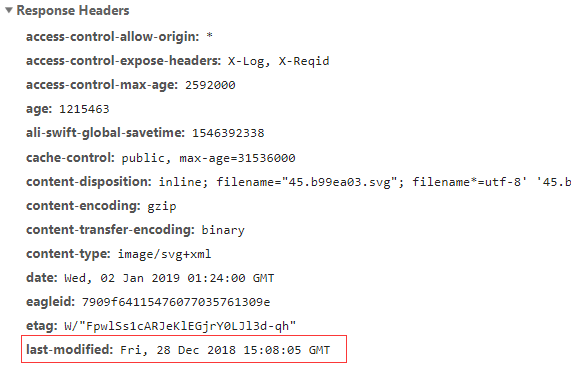 Response Headers
access-control-allow-origin: *
access-control-expose-headers: X-Log, X-Reqid
access-control-max-age: 2592000
age: 1215463
ali-swift-global-savetime: 1546392338
cache-control: public, max-age=31536000
content-disposition: inline; filename="45.b99ea03.svg"; filename*=utf-8' '45.b
content-encoding: gzip
content-transfer-encoding: binary
content-type: image/svg+xml
date: Wed, 02 Jan 2019 01:24:00 GMT
eagleid: 7909f64115476077035761309e
etag: W/"FpwlSs1cARJeKlEGjrY0LJl3d-qh"
last-modified: Fri, 28 Dec 2018 15:08:05 GMT